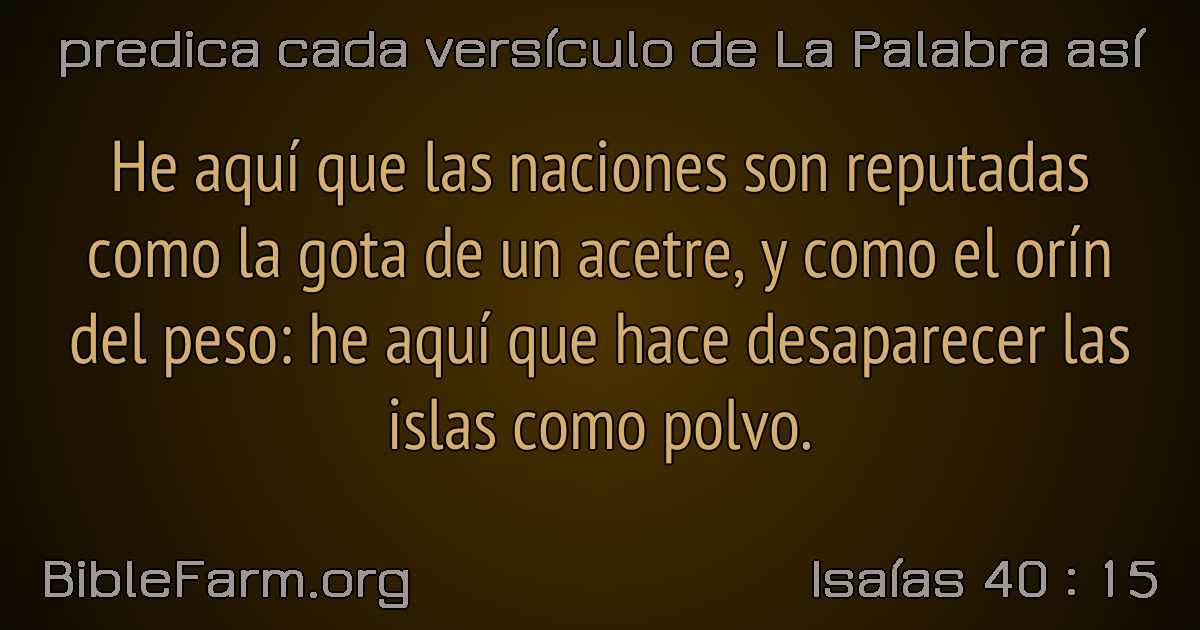 predica cada versículo de La Palabra así
He aquí que las naciones son reputadas
como la gota de un acetre, y como el orín
del peso: he aquí que hace desaparecer las
islas como polvo.
BibleFarm.org
Isaías 40 : 15